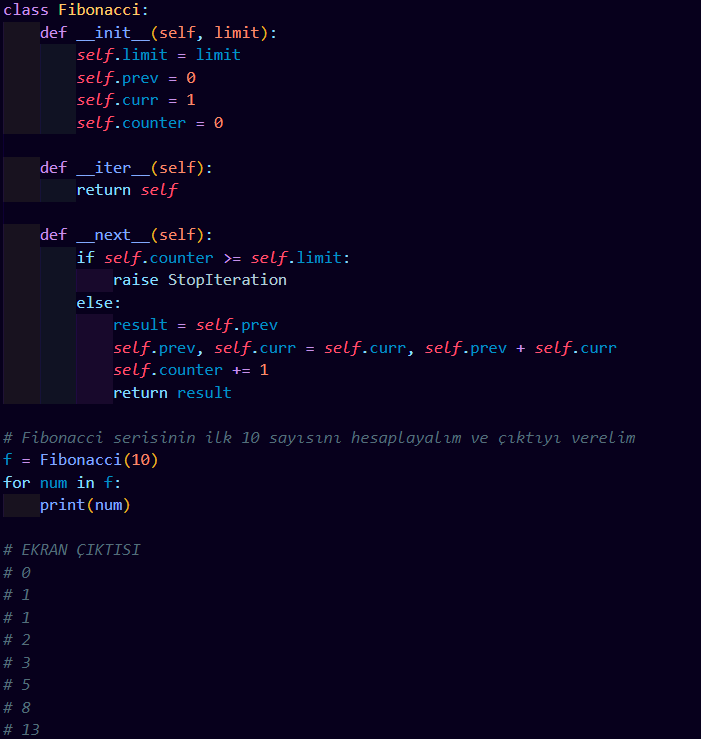 class Fibonacci:
    def __init__(self, limit):
        self.limit = limit
        self.prev = 0
        self.curr = 1
        self.counter = 0

    def __iter__(self):
        return self

    def __next__(self):
        if self.counter >= self.limit:
            raise StopIteration
        else:
            result = self.prev
            self.prev, self.curr = self.curr, self.prev + self.curr
            self.counter += 1
            return result

# Fibonacci serisinin ilk 10 sayısını hesaplayalım ve çıktıyı verelim
f = Fibonacci(10)
for num in f:
    print(num)

# EKRAN ÇIKTISI
# 0
# 1
# 1
# 2
# 3
# 5
# 8
# 13